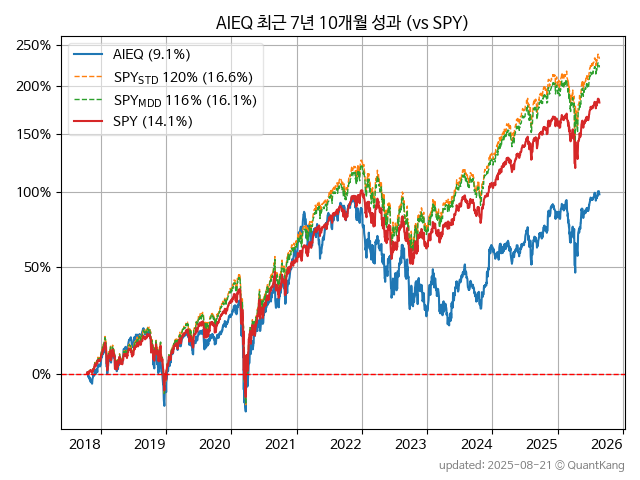 AIEQ 최근 7년 10개월 성과 (vs SPY)
250%
200%
150%
100%
50%
0%
AIEQ (9.1%)
SPY_STD 120% (16.6%)
SPY_MDD 116% (16.1%)
SPY (14.1%)
2018 2019 2020 2021 2022 2023 2024 2025 2026
updated: 2025-08-21 © QuantKang